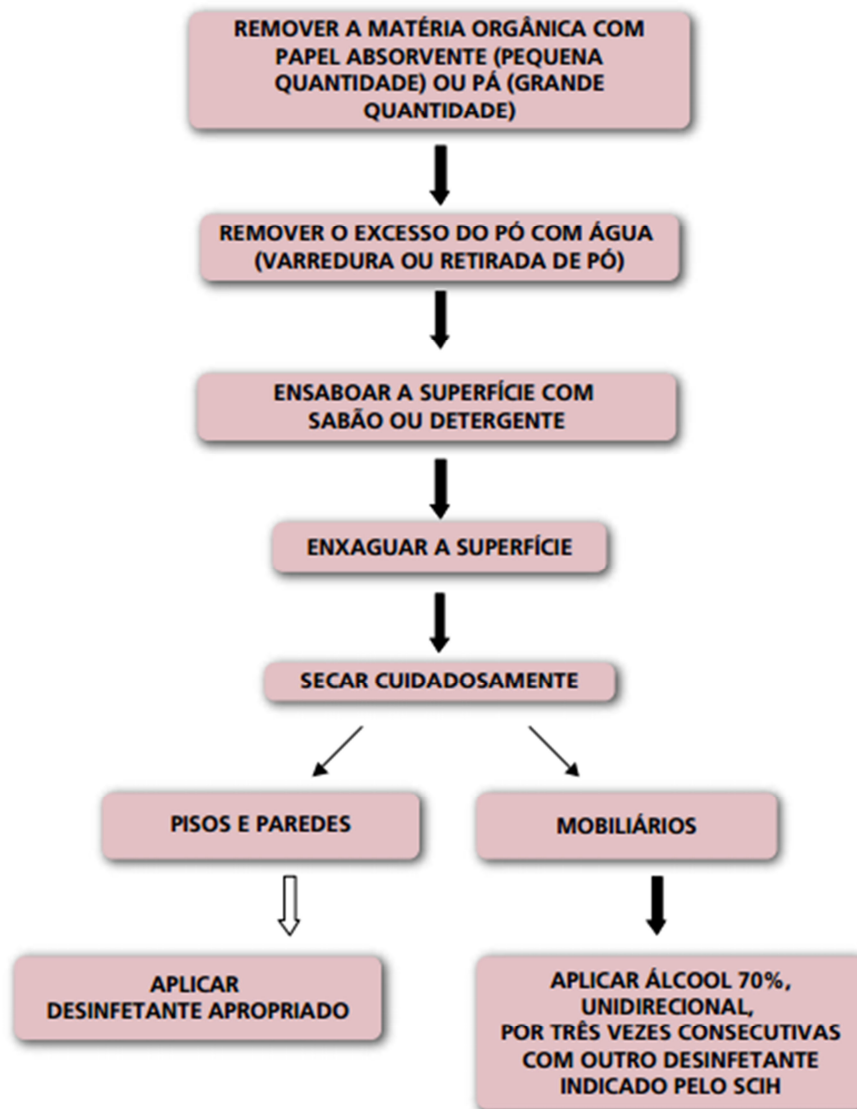 REMOVER A MATÉRIA ORGÂNICA COM
PAPEL ABSORVENTE (PEQUENA
QUANTIDADE) OU PÁ (GRANDE
QUANTIDADE)
REMOVER O EXCESSO DO PÓ COM ÁGUA
(VARREDURA OU RETIRADA DE PÓ)
ENSABOAR A SUPERFÍCIE COM
SABÃO OU DETERGENTE
ENXAGUAR A SUPERFÍCIE
SECAR CUIDADOSAMENTE
PISOS E PAREDES
MOBILIÁRIOS
APLICAR
DESINFETANTE APROPRIADO
APLICAR ÁLCOOL 70%,
UNIDIRECIONAL,
POR TRÊS VEZES CONSECUTIVAS
COM OUTRO DESINFETANTE
INDICADO PELO SCIH